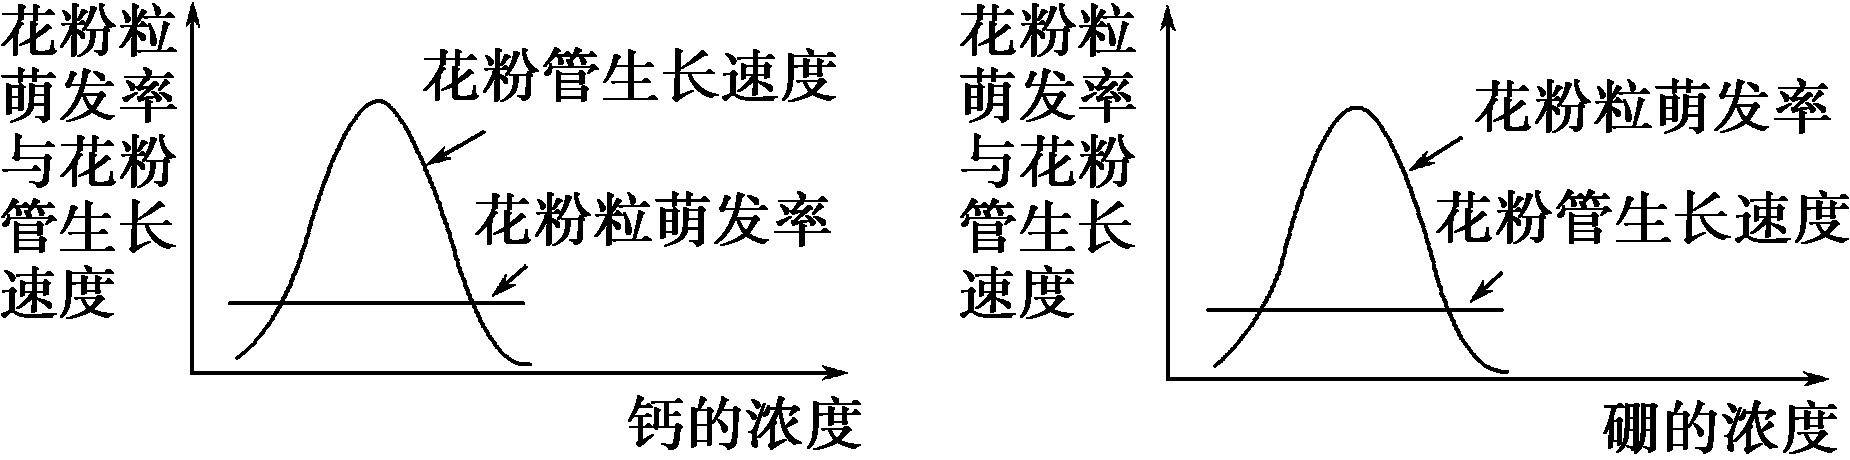 花粉粒
萌发率
与花粉
管生长
速度
花粉管生长速度
花粉粒萌发率
钙的浓度
花粉粒
萌发率
与花粉
管生长
速度
花粉粒萌发率
花粉管生长速度
硼的浓度